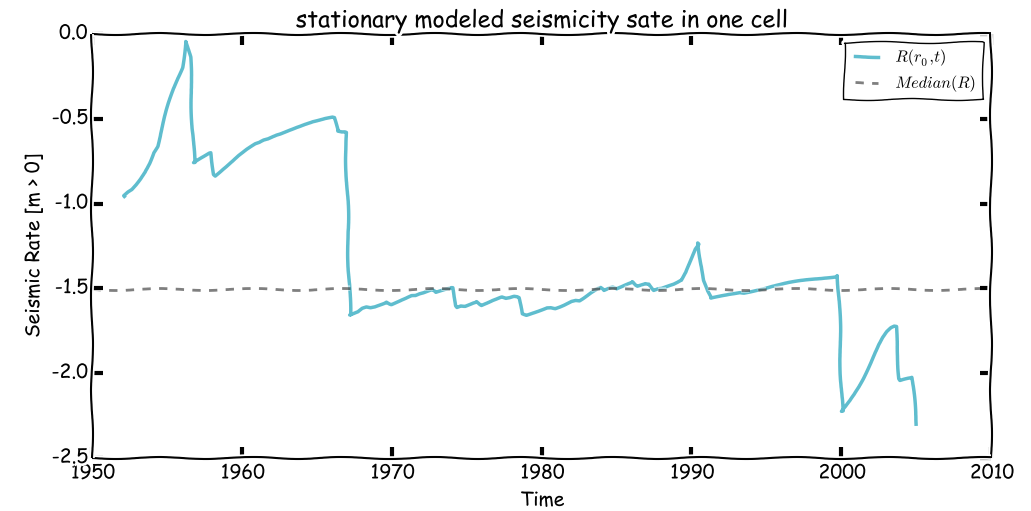 stationary modeled seismicity sate in one cell
0.0
-0.5
-1.0
-1.5
-2.0
-2.5
Seismic Rate [m > 0]
R(r₀,t)
Median(R)
1950 1960 1970 1980 1990 2000 2010
Time